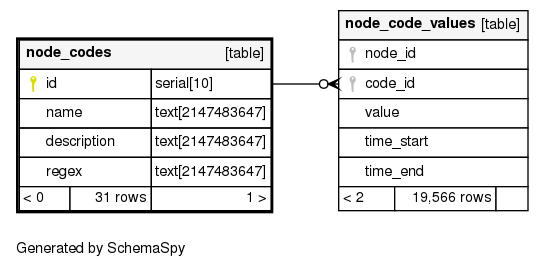 node_codes [table]
id serial[10]
name text[2147483647]
description text[2147483647]
regex text[2147483647]
< 0 31 rows 1 >
node_code_values [table]
node_id
code_id
value
time_start
time_end
< 2 19,566 rows
Generated by SchemaSpy